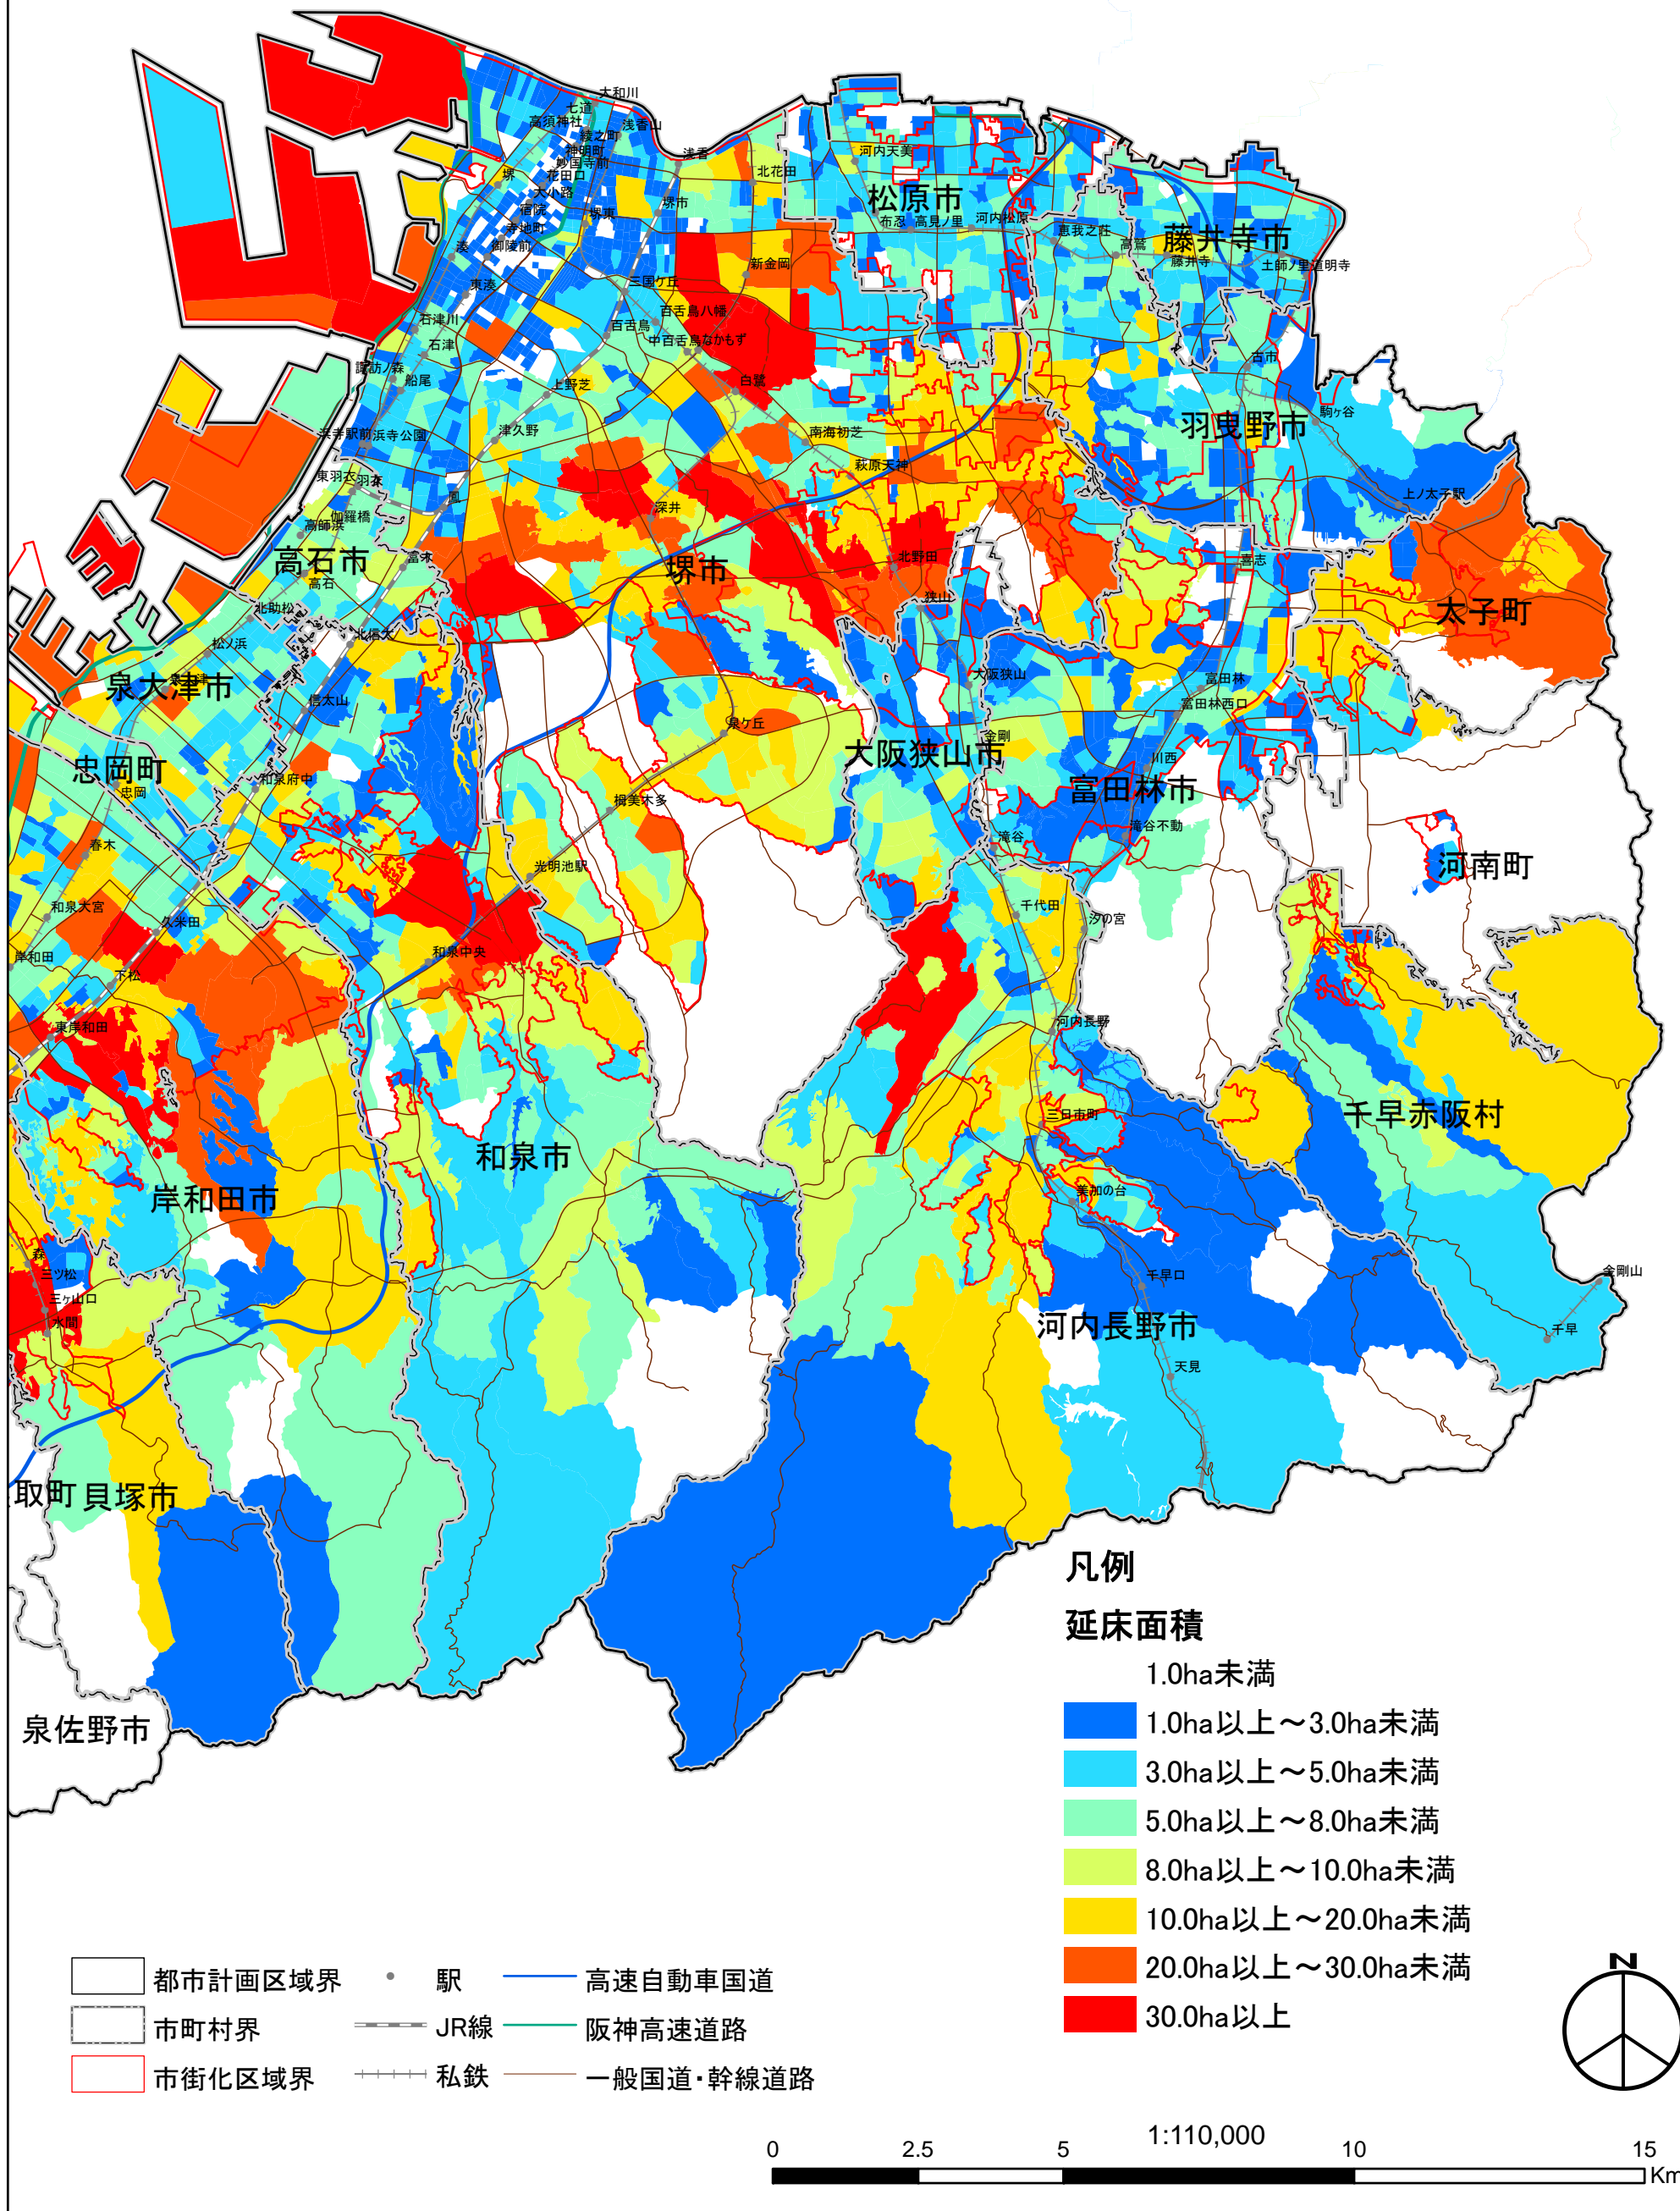 大和川
七道
高須神社
浅香山
綾之町
神明町
妙国寺前
浅香
花田口
堺
大小路
北花田
河内天美
宿院
堺東
堺市
松原市
寺地町
布忍
高見ノ里
河内松原
湊
御陵前
恵我之荘
高鷲
藤井寺市
藤井寺
土師ノ里
道明寺
東湊
三国ケ丘
新金岡
石津川
百舌鳥八幡
百舌鳥
石津
中百舌鳥
なかもず
古市
諏訪ノ森
船尾
上野芝
白鷺
駒ヶ谷
羽曳野市
浜寺駅前
浜寺公園
津久野
南海初芝
萩原天神
東羽衣
羽衣
鳳
上ノ太子駅
伽羅橋
高師浜
深井
高石市
富木
堺市
北野田
喜志
高石
北助松
狭山
太子町
松ノ浜
北信太
泉大津市
信太山
大阪狭山
富田林
富田林西口
泉ケ丘
金剛
大阪狭山市
忠岡町
忠岡
和泉府中
川西
富田林市
栂美木多
滝谷
滝谷不動
春木
光明池駅
河南町
和泉大宮
久米田
千代田
汐の宮
岸和田
下松
和泉中央
東岸和田
河内長野
三日市町
千早赤阪村
和泉市
岸和田市
美加の台
森
三ツ松
三ヶ山口
水間
千早口
金剛山
河内長野市
千早
天見
取町
貝塚市
泉佐野市
凡例
延床面積
1.0ha未満
1.0ha以上～3.0ha未満
3.0ha以上～5.0ha未満
5.0ha以上～8.0ha未満
8.0ha以上～10.0ha未満
10.0ha以上～20.0ha未満
20.0ha以上～30.0ha未満
30.0ha以上
都市計画区域界
駅
高速自動車国道
市町村界
JR線
阪神高速道路
市街化区域界
私鉄
一般国道・幹線道路
N
1:110,000
0 2.5 5 10 15
Km